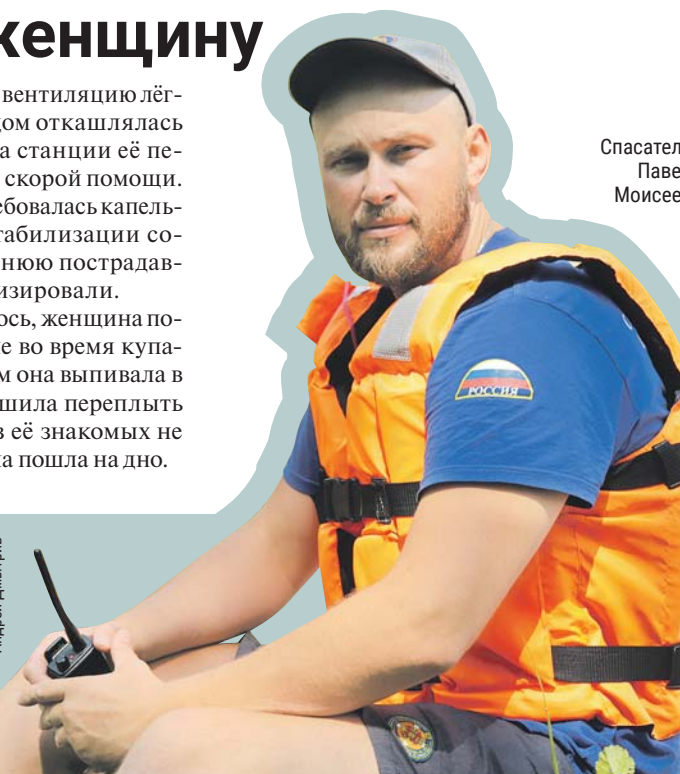 женщину
вентиляцию лёг-
дом откашлялась
а станции её пе-
скорой помощи.
ебовалась капель-
табилизации со-
нюю пострадав-
изировали.
ось, женщина по-
е во время купа-
м она выпивала в
шила переплыть
в её знакомых не
ла пошла на дно.
Спасател
Паве
Моисее
РОССИЯ